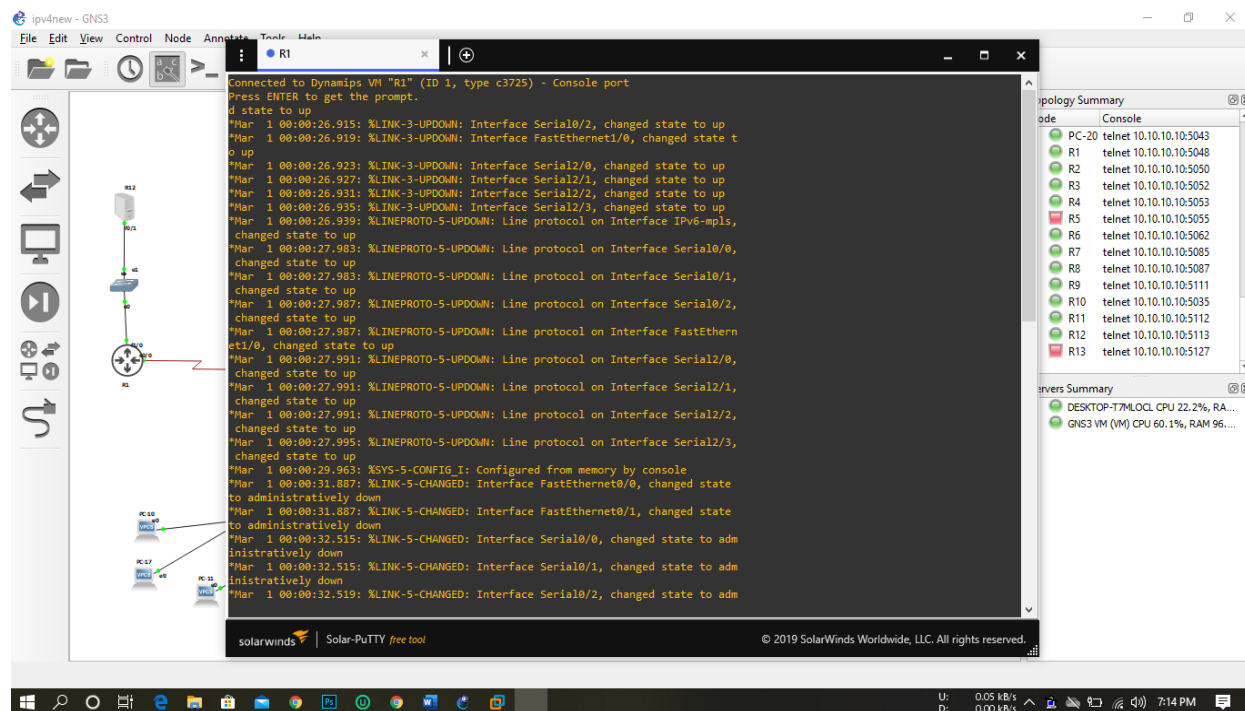 ipv4new - GNS3
File Edit View Control Node Annotate Tools Help
R1
Connected to Dynamips VM "R1" (ID 1, type c3725) - Console port
Press ENTER to get the prompt.
d state to up
*Mar  1 00:00:26.915: %LINK-3-UPDOWN: Interface Serial0/2, changed state to up
*Mar  1 00:00:26.919: %LINK-3-UPDOWN: Interface FastEthernet1/0, changed state t
o up
*Mar  1 00:00:26.923: %LINK-3-UPDOWN: Interface Serial2/0, changed state to up
*Mar  1 00:00:26.927: %LINK-3-UPDOWN: Interface Serial2/1, changed state to up
*Mar  1 00:00:26.931: %LINK-3-UPDOWN: Interface Serial2/2, changed state to up
*Mar  1 00:00:26.935: %LINK-3-UPDOWN: Interface Serial2/3, changed state to up
*Mar  1 00:00:26.939: %LINEPROTO-5-UPDOWN: Line protocol on Interface IPv6-mpls,
changed state to up
*Mar  1 00:00:27.983: %LINEPROTO-5-UPDOWN: Line protocol on Interface Serial0/0,
changed state to up
*Mar  1 00:00:27.983: %LINEPROTO-5-UPDOWN: Line protocol on Interface Serial0/1,
changed state to up
*Mar  1 00:00:27.987: %LINEPROTO-5-UPDOWN: Line protocol on Interface Serial0/2,
changed state to up
*Mar  1 00:00:27.987: %LINEPROTO-5-UPDOWN: Line protocol on Interface FastEthern
et1/0, changed state to up
*Mar  1 00:00:27.991: %LINEPROTO-5-UPDOWN: Line protocol on Interface Serial2/0,
changed state to up
*Mar  1 00:00:27.991: %LINEPROTO-5-UPDOWN: Line protocol on Interface Serial2/1,
changed state to up
*Mar  1 00:00:27.991: %LINEPROTO-5-UPDOWN: Line protocol on Interface Serial2/2,
changed state to up
*Mar  1 00:00:27.995: %LINEPROTO-5-UPDOWN: Line protocol on Interface Serial2/3,
changed state to up
*Mar  1 00:00:29.963: %SYS-5-CONFIG_I: Configured from memory by console
*Mar  1 00:00:31.887: %LINK-5-CHANGED: Interface FastEthernet0/0, changed state
to administratively down
*Mar  1 00:00:31.887: %LINK-5-CHANGED: Interface FastEthernet0/1, changed state
to administratively down
*Mar  1 00:00:32.515: %LINK-5-CHANGED: Interface Serial0/0, changed state to adm
inistratively down
*Mar  1 00:00:32.515: %LINK-5-CHANGED: Interface Serial0/1, changed state to adm
inistratively down
*Mar  1 00:00:32.519: %LINK-5-CHANGED: Interface Serial0/2, changed state to adm
solarwinds Solar-PuTTY free tool
© 2019 SolarWinds Worldwide, LLC. All rights reserved.
R12
f0/1
e1
e0
R1
PC-10
e0
VPCS
PC-17
e0
VPCS
PC-11
e0
VPCS
opology Summary
ode Console
PC-20 telnet 10.10.10.10:5043
R1 telnet 10.10.10.10:5048
R2 telnet 10.10.10.10:5050
R3 telnet 10.10.10.10:5052
R4 telnet 10.10.10.10:5053
R5 telnet 10.10.10.10:5055
R6 telnet 10.10.10.10:5062
R7 telnet 10.10.10.10:5085
R8 telnet 10.10.10.10:5087
R9 telnet 10.10.10.10:5111
R10 telnet 10.10.10.10:5035
R11 telnet 10.10.10.10:5112
R12 telnet 10.10.10.10:5113
R13 telnet 10.10.10.10:5127
ervers Summary
DESKTOP-T7MLOCL CPU 22.2%, RA...
GNS3 VM (VM) CPU 60.1%, RAM 96....
U: 0.05 kB/s
D: 0.00 kB/s
7:14 PM